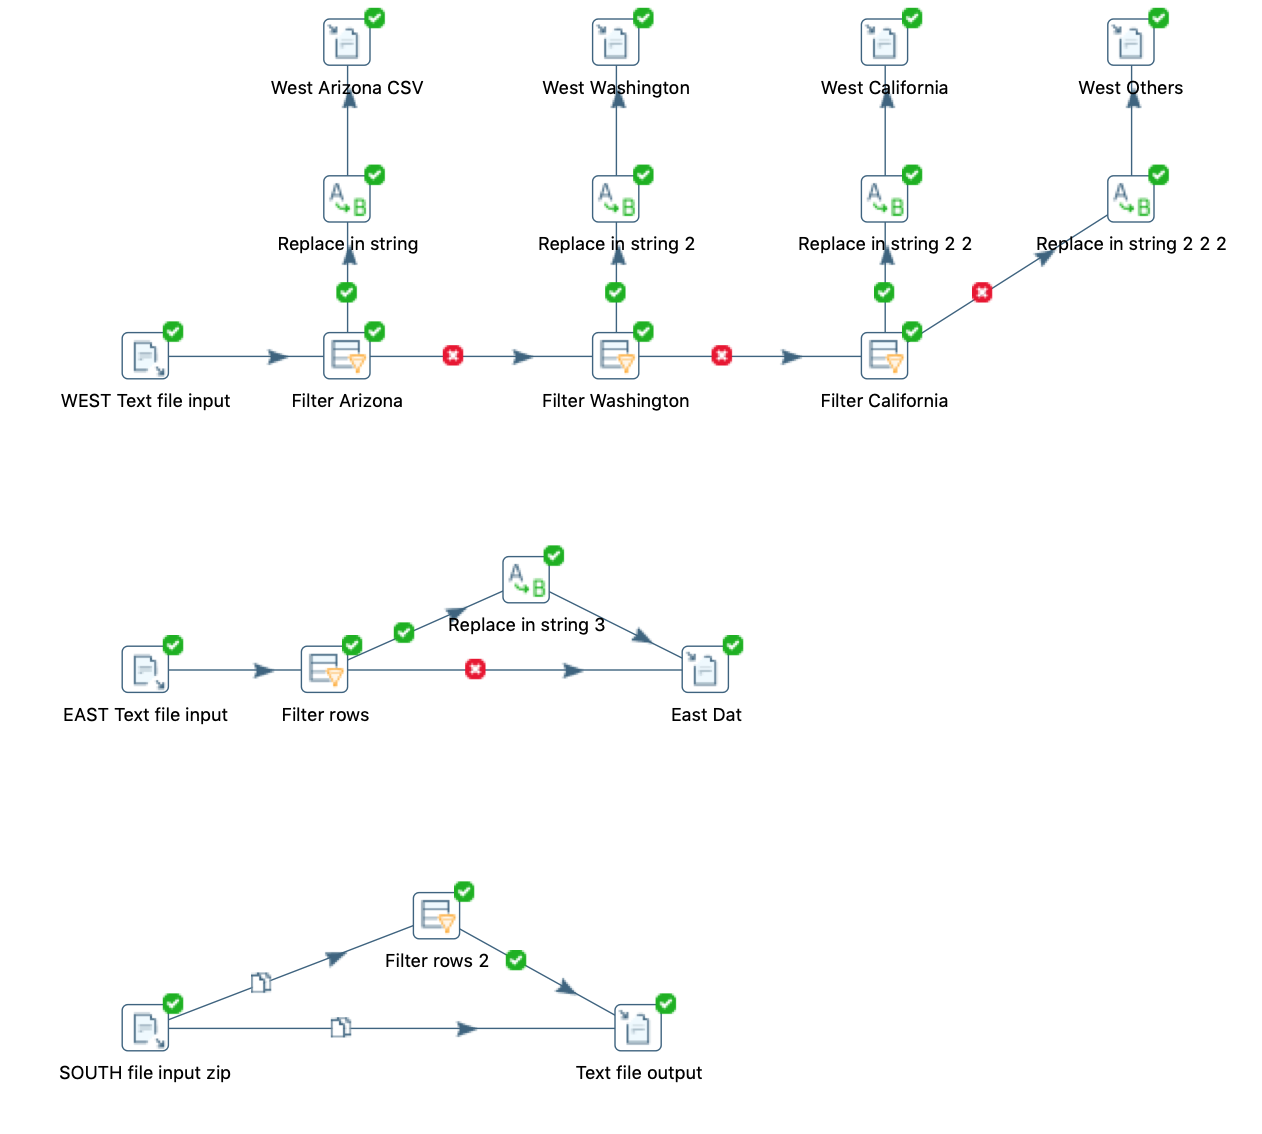 West Arizona CSV
West Washington
West California
West Others
A
B
A
B
A
B
A
B
Replace in string
Replace in string 2
Replace in string 2 2
Replace in string 2 2 2
WEST Text file input
Filter Arizona
Filter Washington
Filter California
A
B
Replace in string 3
EAST Text file input
Filter rows
East Dat
Filter rows 2
SOUTH file input zip
Text file output